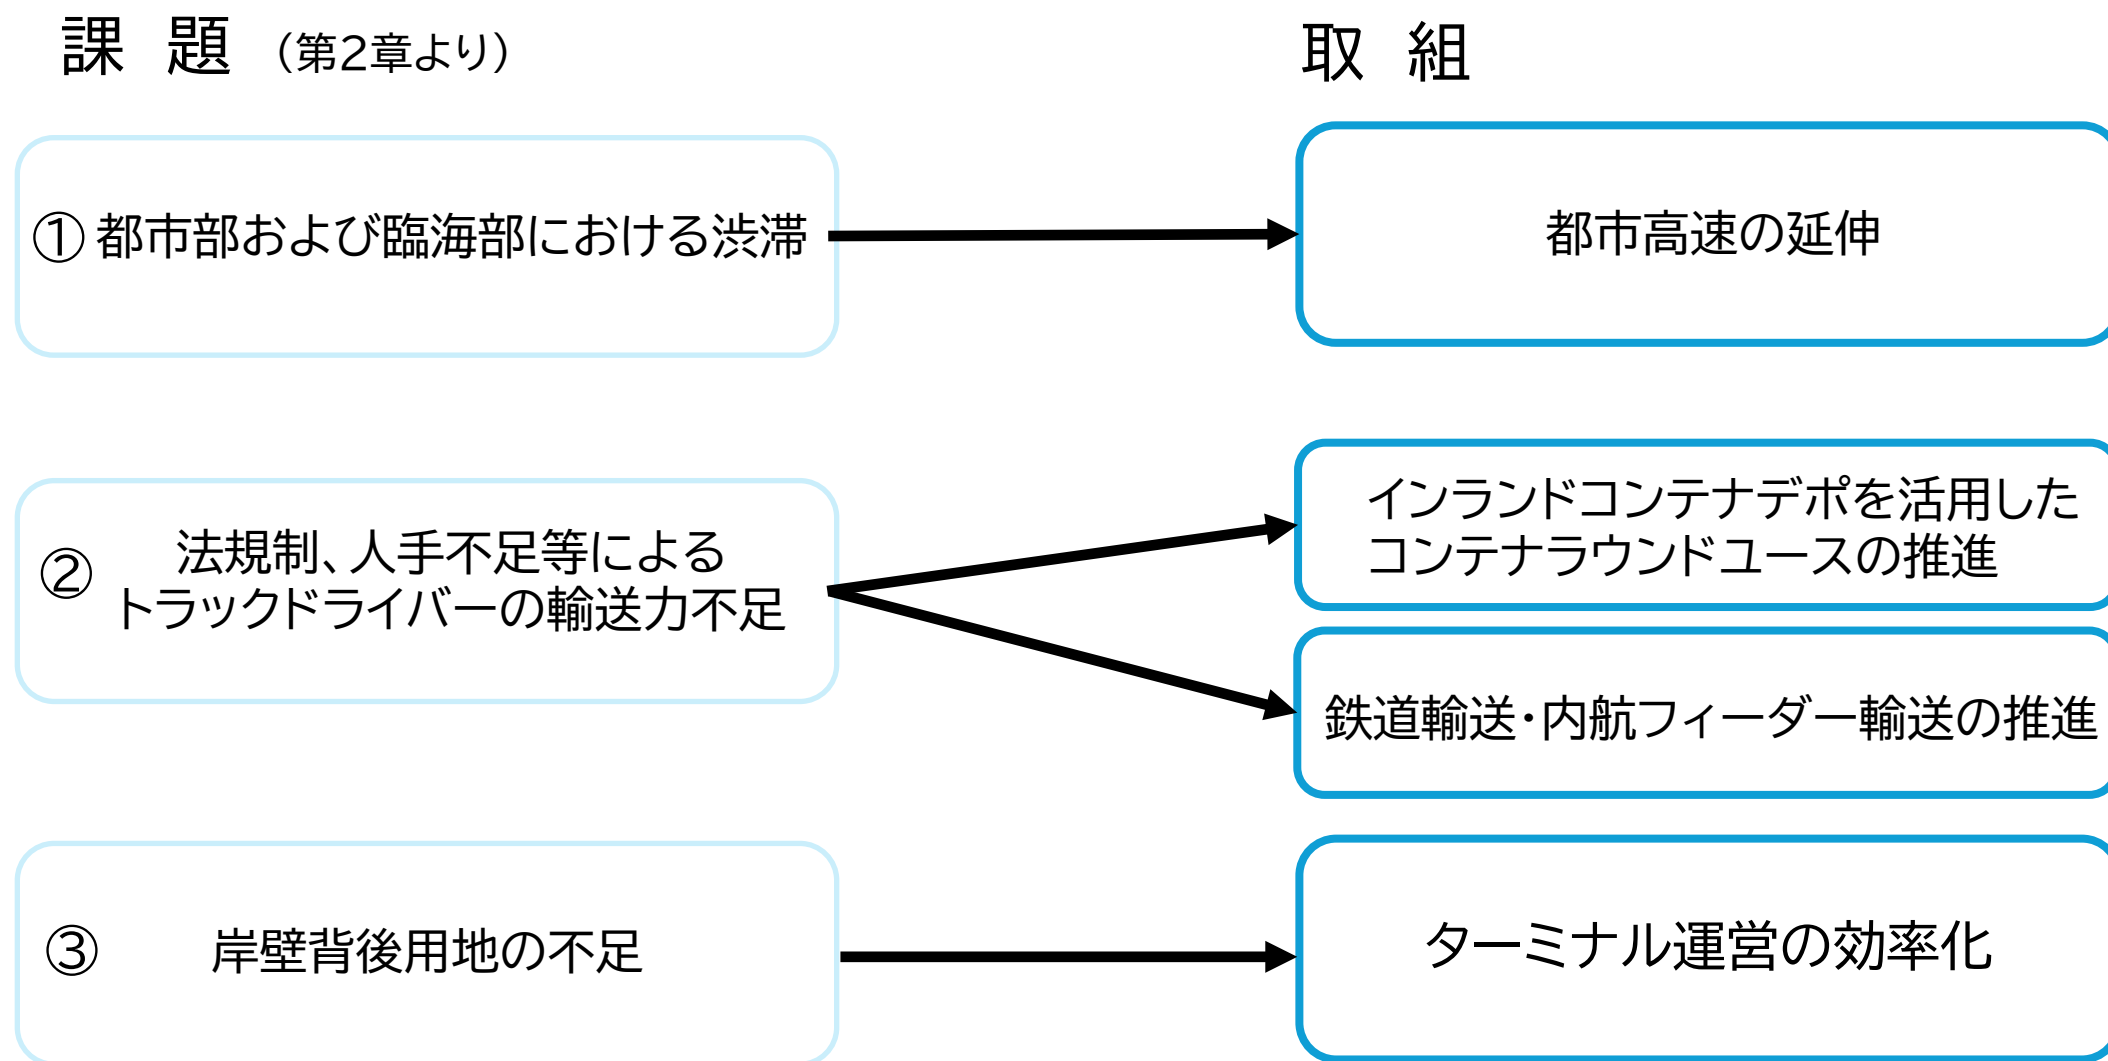 課 題 （第2章より）
取 組
① 都市部および臨海部における渋滞
都市高速の延伸
② 法規制、人手不足等による
トラックドライバーの輸送力不足
インランドコンテナデポを活用した
コンテナラウンドユースの推進
鉄道輸送・内航フィーダー輸送の推進
③ 岸壁背後用地の不足
ターミナル運営の効率化